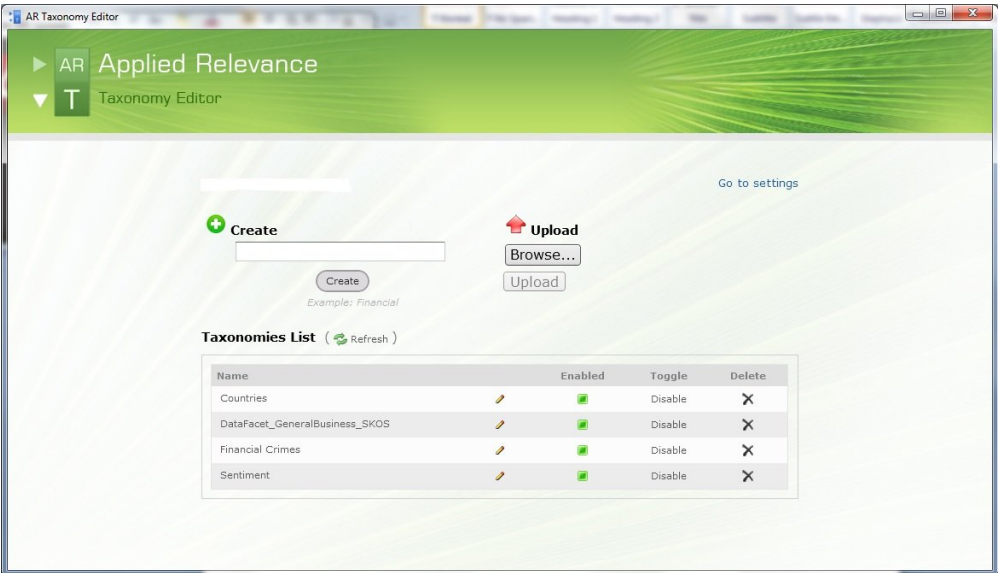 AR Taxonomy Editor
AR Applied Relevance
T Taxonomy Editor
Go to settings
Create
Upload
Browse...
Create
Upload
Example: Financial
Taxonomies List ( Refresh )
Name Enabled Toggle Delete
Countries Disable
DataFacet_GeneralBusiness_SKOS Disable
Financial Crimes Disable
Sentiment Disable